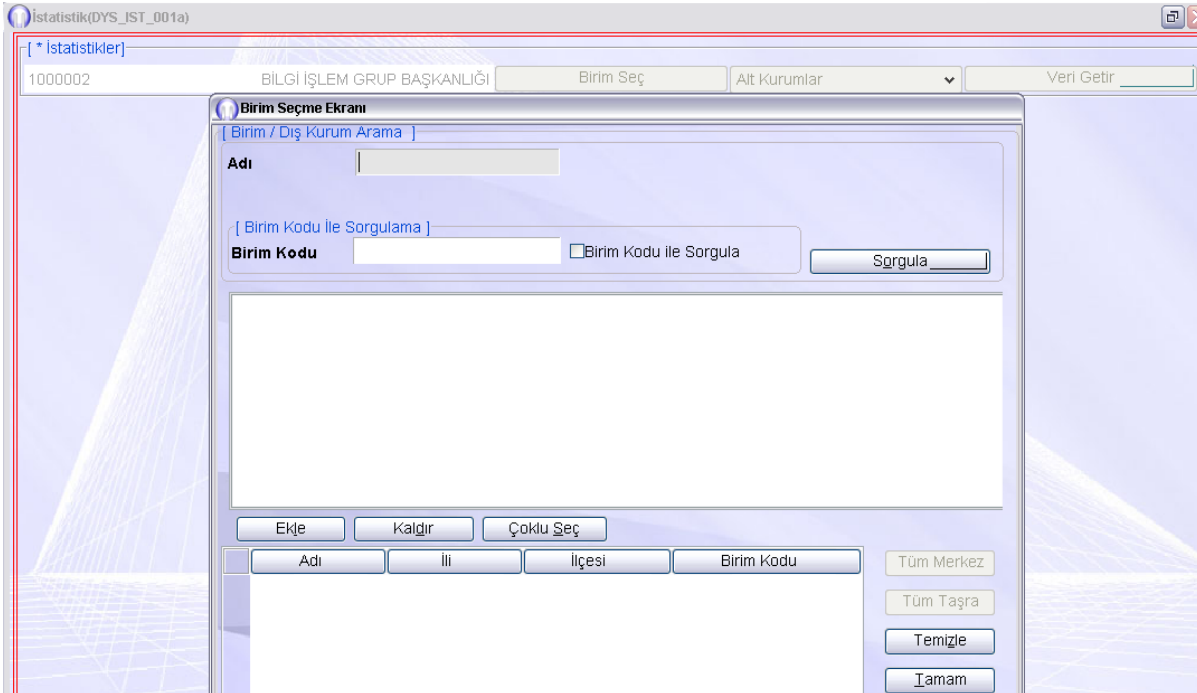 İstatistik(DYS_IST_001a)
[ * İstatistikler]
1000002 BİLGİ İŞLEM GRUP BAŞKANLIĞI Birim Seç Alt Kurumlar Veri Getir
Birim Seçme Ekranı
[ Birim / Dış Kurum Arama ]
Adı
[ Birim Kodu İle Sorgulama ]
Birim Kodu Birim Kodu ile Sorgula Sorgula
Ekle Kaldır Çoklu Seç
Adı İli İlçesi Birim Kodu Tüm Merkez
Tüm Taşra
Temizle
Tamam